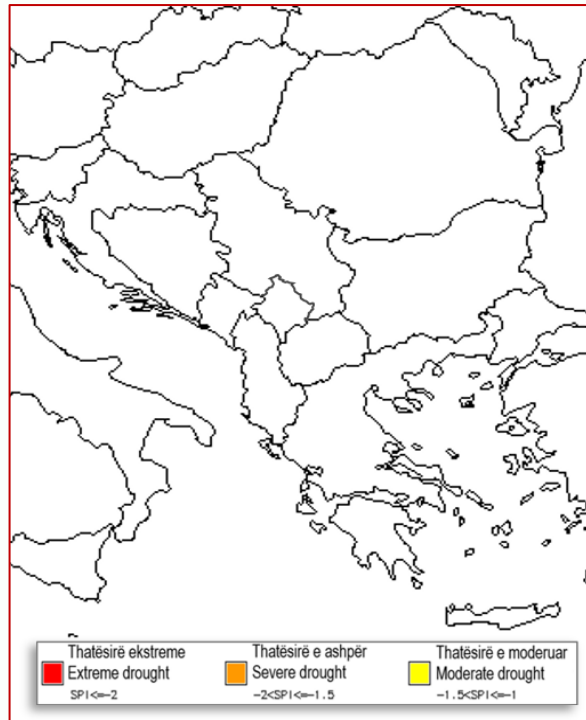 Thatësirë ekstreme
Extreme drought
SPI<=-2
Thatësirë e ashpër
Severe drought
-2<SPI<=-1.5
Thatësirë e moderuar
Moderate drought
-1.5<SPI<=-1